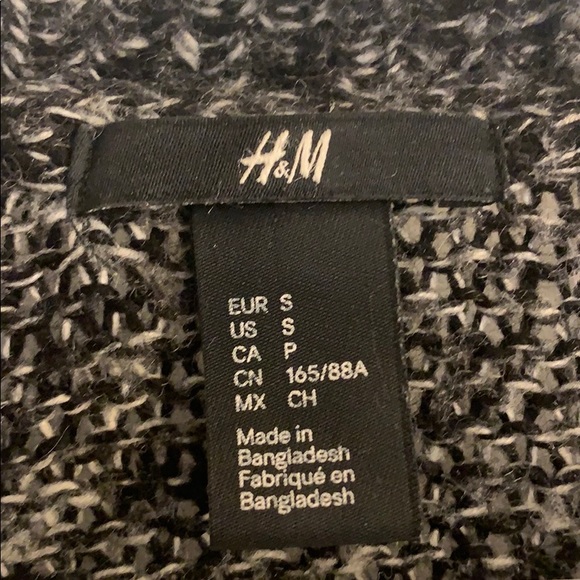 H&M
EUR S
US S
CA P
CN 165/88A
MX CH
Made in
Bangladesh
Fabriqué en
Bangladesh